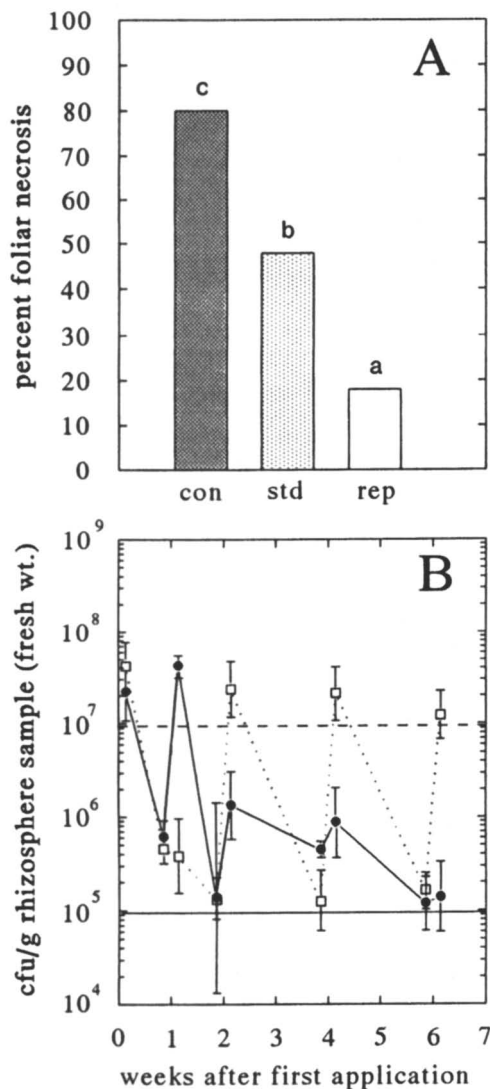 A
percent foliar necrosis
100
90
80
70
60
50
40
30
20
10
0
c
b
a
con std rep
B
cfu/g rhizosphere sample (fresh wt.)
10^9
10^8
10^7
10^6
10^5
10^4
0 1 2 3 4 5 6 7
weeks after first application